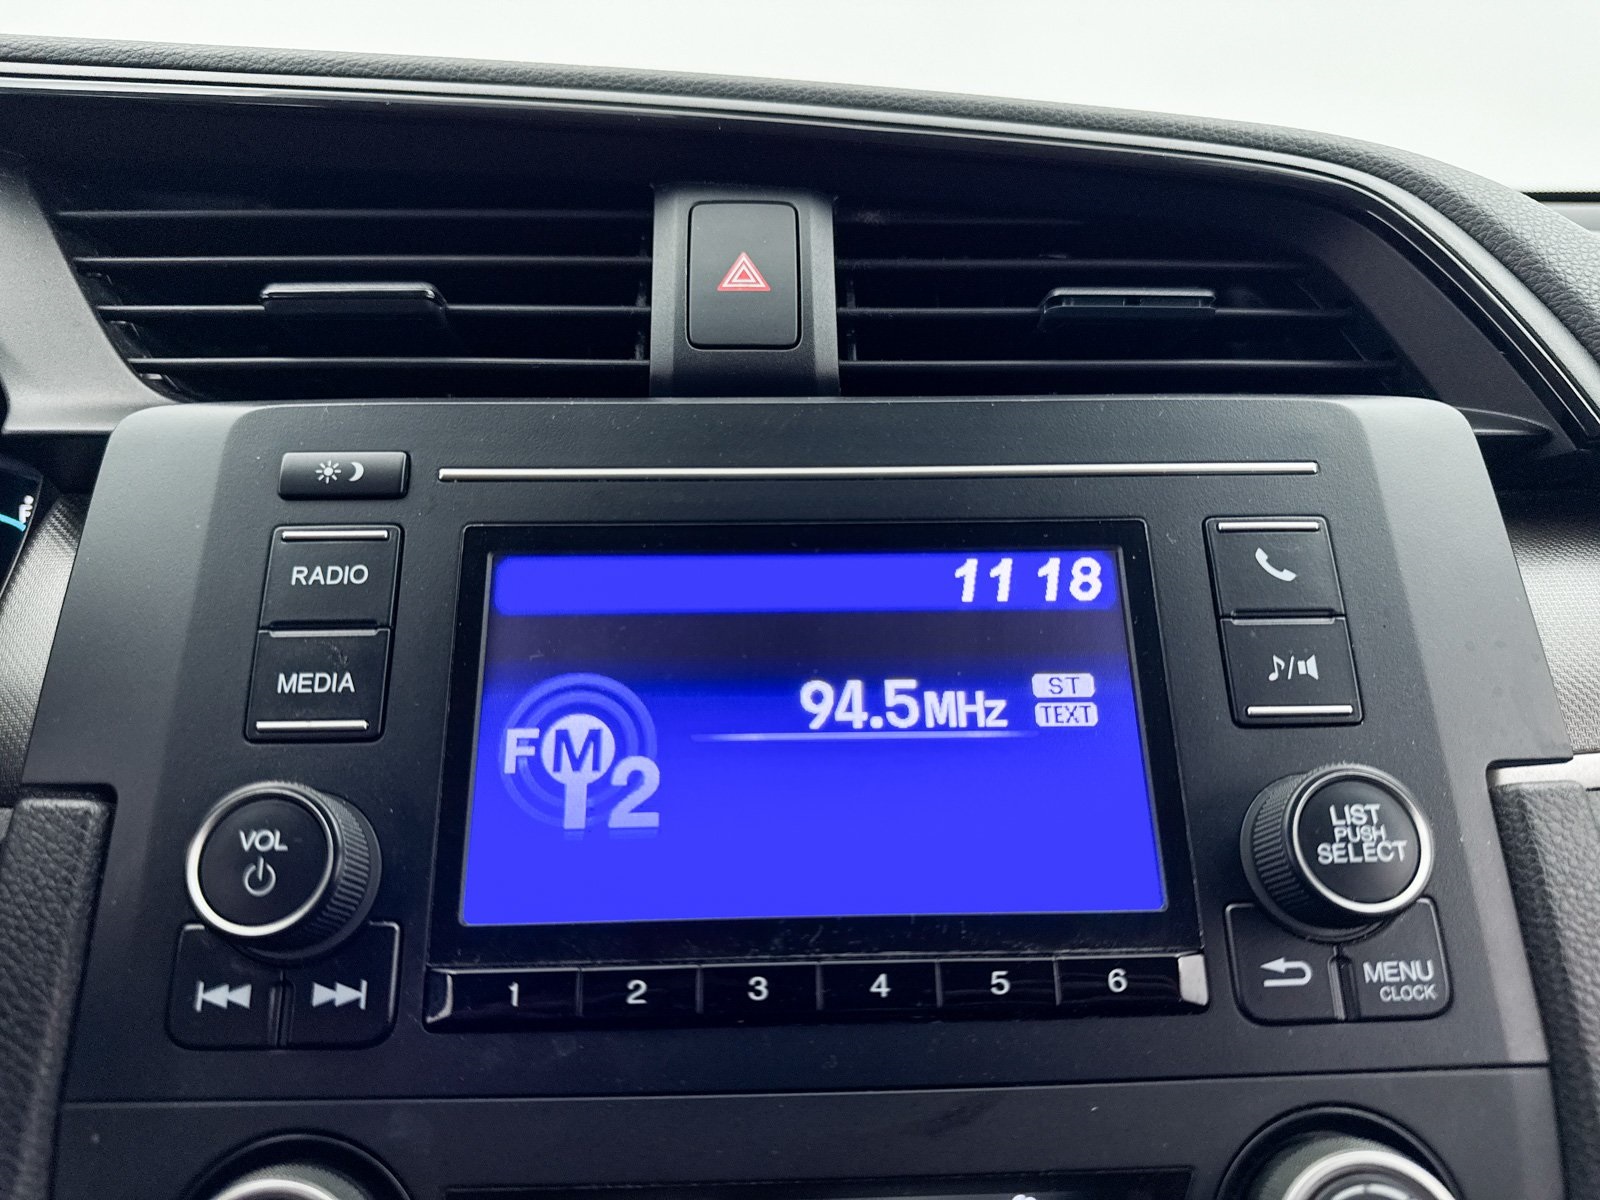 11 18
RADIO
MEDIA
94.5MHz
ST
TEXT
FM 2
VOL
LIST
PUSH
SELECT
1 2 3 4 5 6
MENU
CLOCK